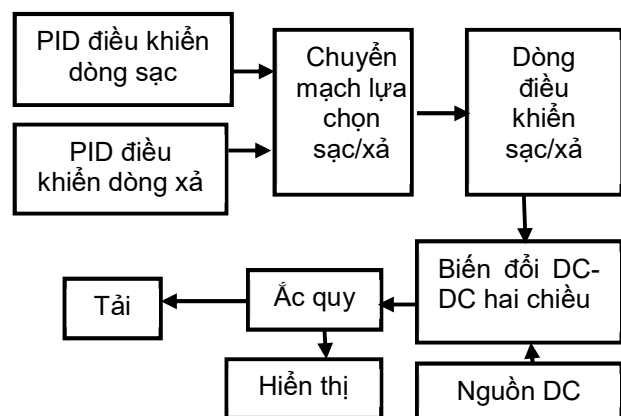 PID điều khiển
dòng sạc
Chuyển
mạch lựa
chọn
sạc/xả
Dòng
điều
khiển
sạc/xả
PID điều
khiển dòng xả
Biến đổi DC-
DC hai chiều
Ắc quy
Tải
Hiển thị
Nguồn DC